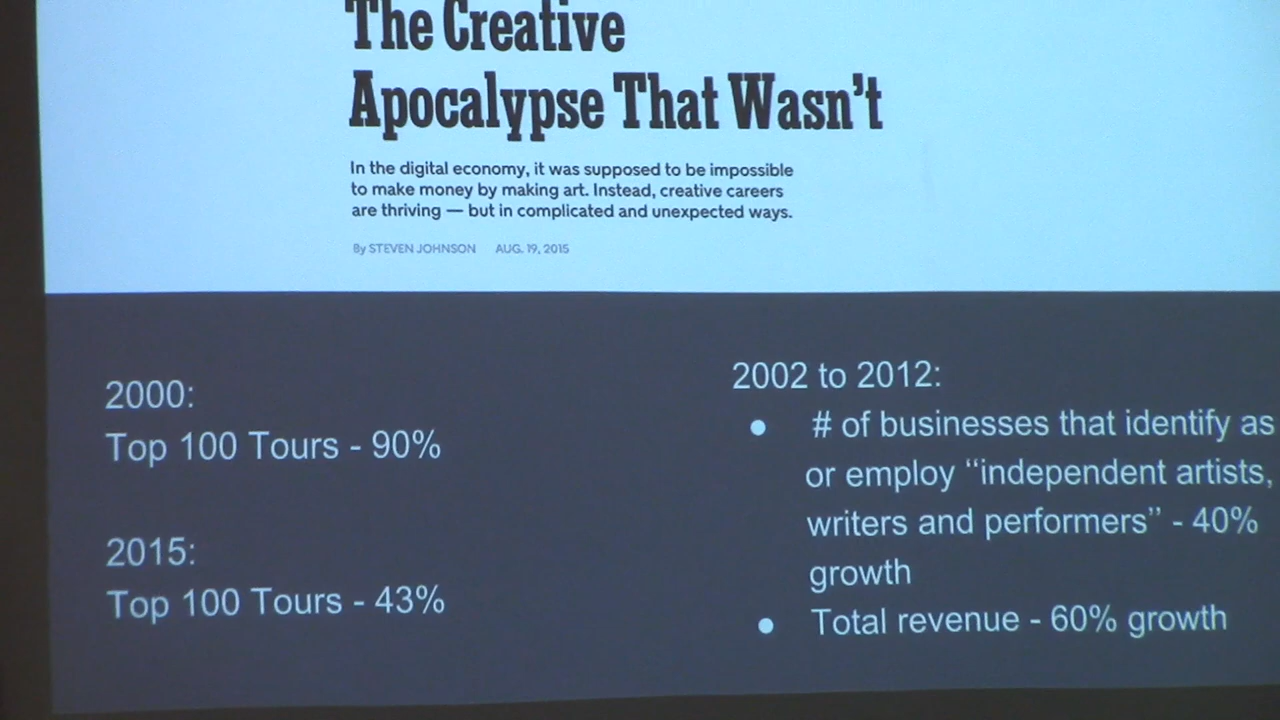 The Creative
Apocalypse That Wasn't
In the digital economy, it was supposed to be impossible
to make money by making art. Instead, creative careers
are thriving — but in complicated and unexpected ways.
By STEVEN JOHNSON AUG. 19, 2015
2000:
Top 100 Tours - 90%
2015:
Top 100 Tours - 43%
2002 to 2012:
● # of businesses that identify as
or employ “independent artists,
writers and performers” - 40%
growth
● Total revenue - 60% growth